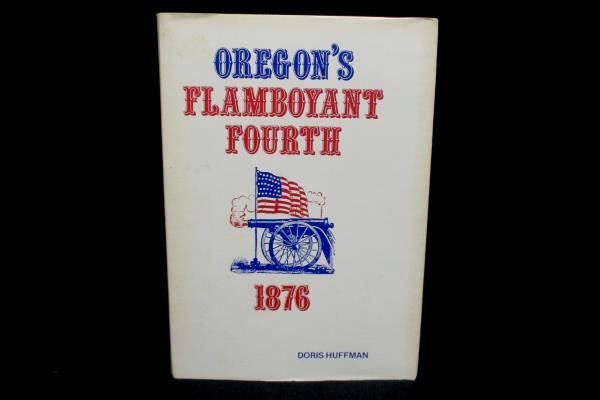 OREGON'S
FLAMBOYANT
FOURTH
1876
DORIS HUFFMAN